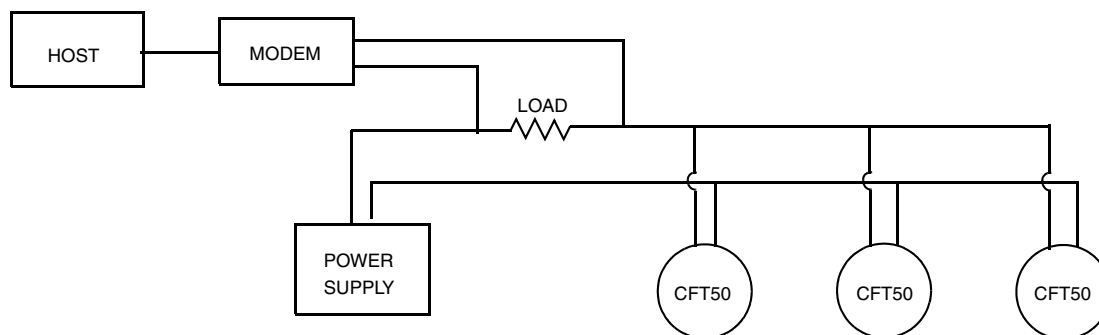 HOST
MODEM
LOAD
POWER
SUPPLY
CFT50
CFT50
CFT50